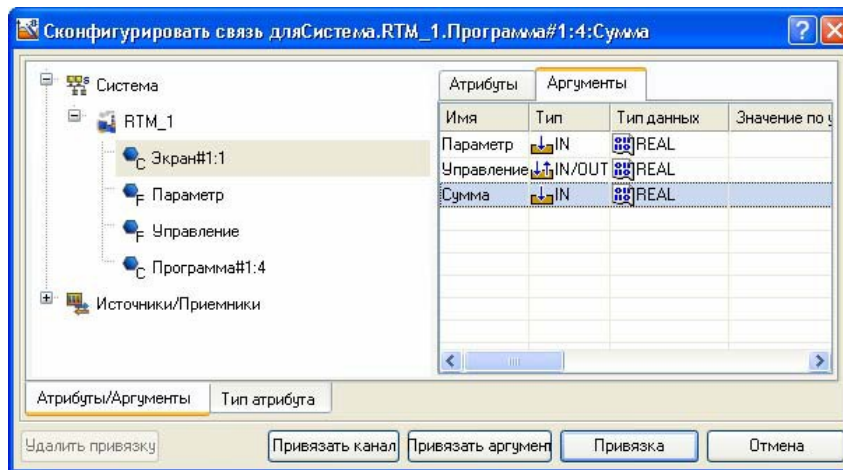 Сконфигурировать связь дляСистема.RTM_1.Программа#1:4:Сумма
Система
RTM_1
Экран#1:1
Параметр
Управление
Программа#1:4
Источники/Приемники
Атрибуты Аргументы
Имя Тип Тип данных Значение по у
Параметр IN REAL
Управление IN/OUT REAL
Сумма IN REAL
Атрибуты/Аргументы Тип атрибута
Удалить привязку Привязать канал Привязать аргумент Привязка Отмена